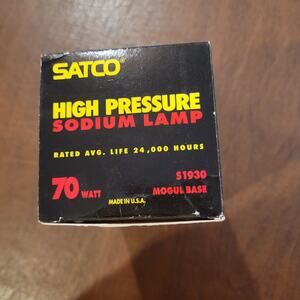 SATCO
HIGH PRESSURE
SODIUM LAMP
RATED AVG. LIFE 24,000 HOURS
70 WATT
S1930
MOGUL BASE
MADE IN U.S.A.